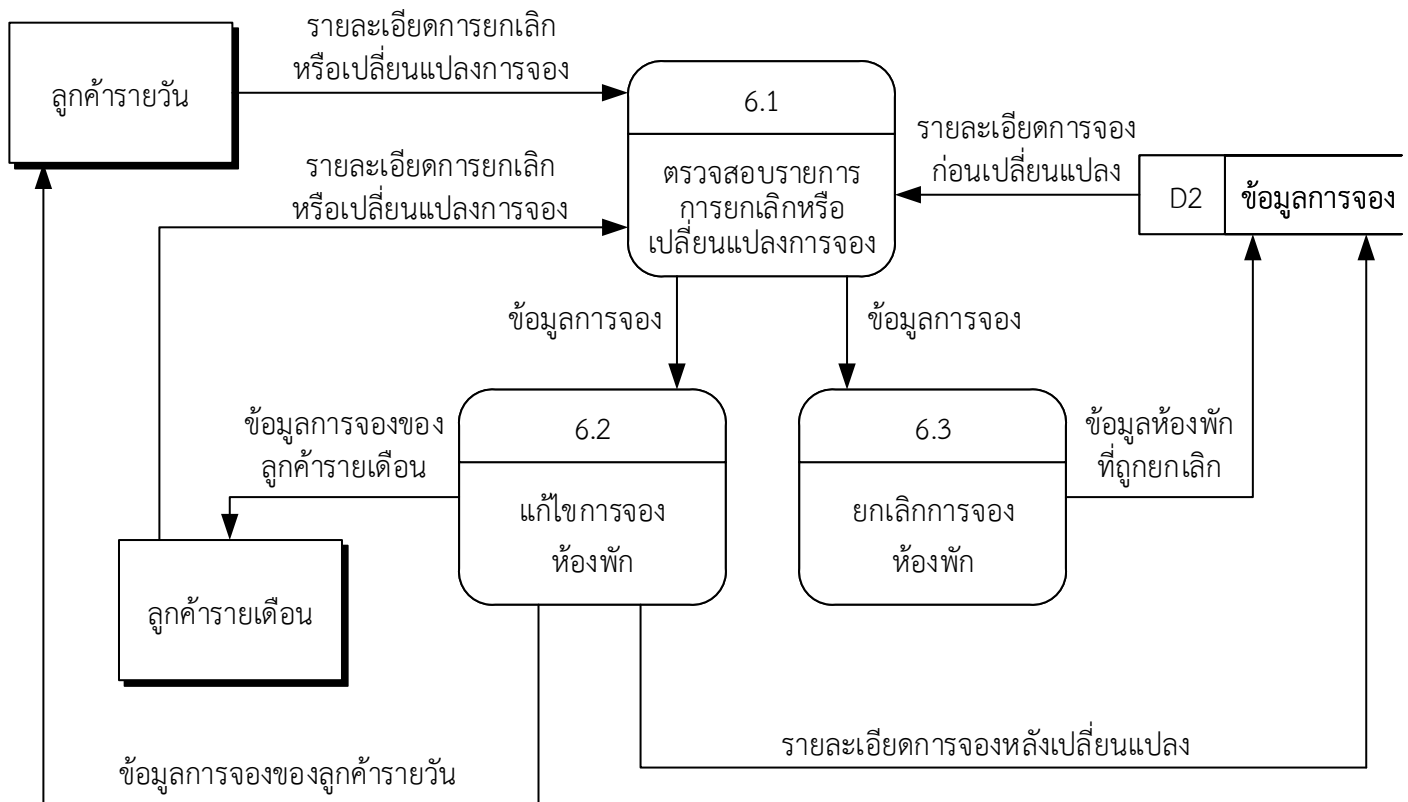 รายละเอียดการยกเลิก
หรือเปลี่ยนแปลงการจอง
ลูกค้ารายวัน
6.1
ตรวจสอบรายการ
การยกเลิกหรือ
เปลี่ยนแปลงการจอง
รายละเอียดการจอง
ก่อนเปลี่ยนแปลง
D2
ข้อมูลการจอง
รายละเอียดการยกเลิก
หรือเปลี่ยนแปลงการจอง
ข้อมูลการจอง
ข้อมูลการจอง
ข้อมูลการจองของ
ลูกค้ารายเดือน
6.2
แก้ไขการจอง
ห้องพัก
6.3
ยกเลิกการจอง
ห้องพัก
ข้อมูลห้องพัก
ที่ถูกยกเลิก
ลูกค้ารายเดือน
รายละเอียดการจองหลังเปลี่ยนแปลง
ข้อมูลการจองของลูกค้ารายวัน